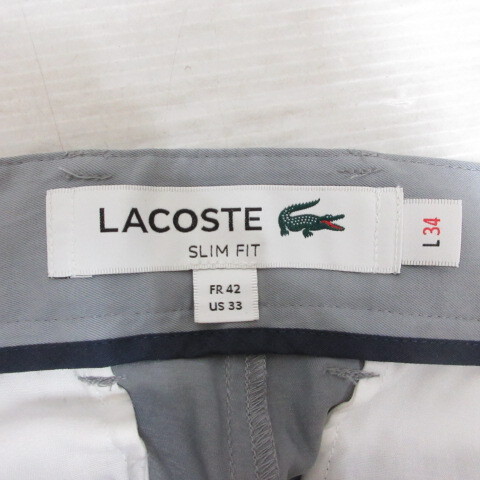 LACOSTE
SLIM FIT
L 34
FR 42
US 33